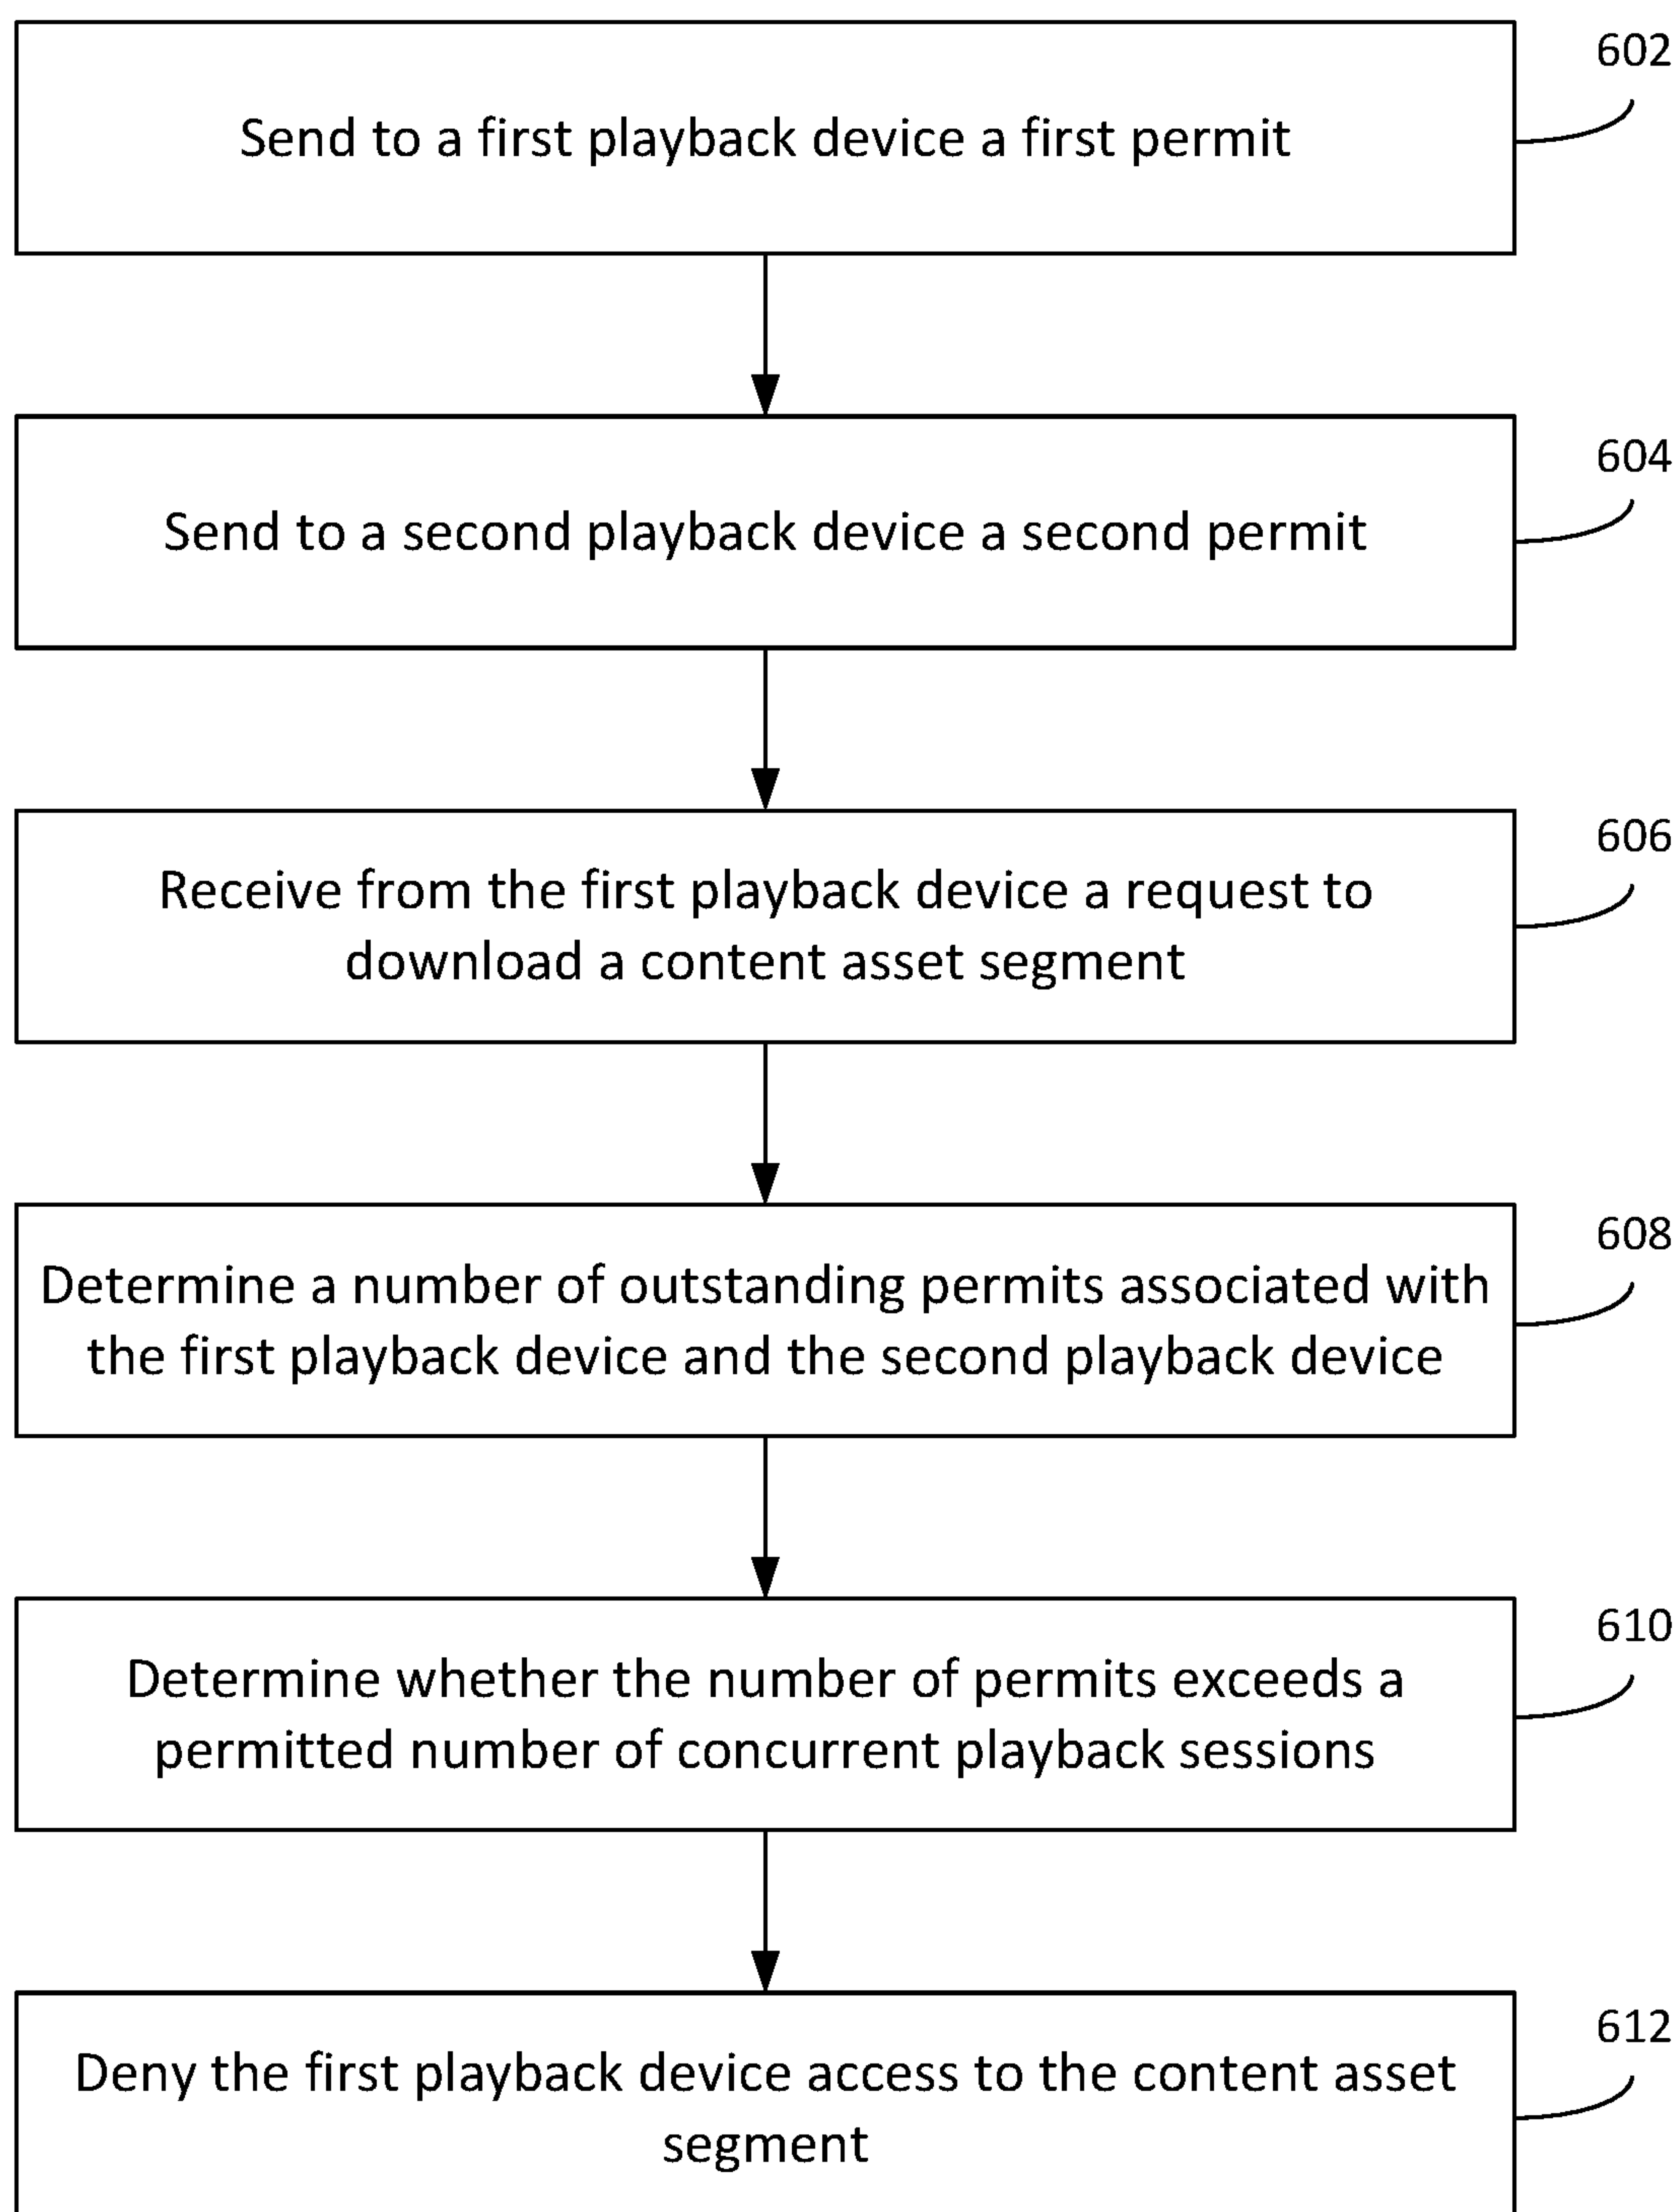 602
Send to a first playback device a first permit
604
Send to a second playback device a second permit
606
Receive from the first playback device a request to
download a content asset segment
608
Determine a number of outstanding permits associated with
the first playback device and the second playback device
610
Determine whether the number of permits exceeds a
permitted number of concurrent playback sessions
612
Deny the first playback device access to the content asset
segment